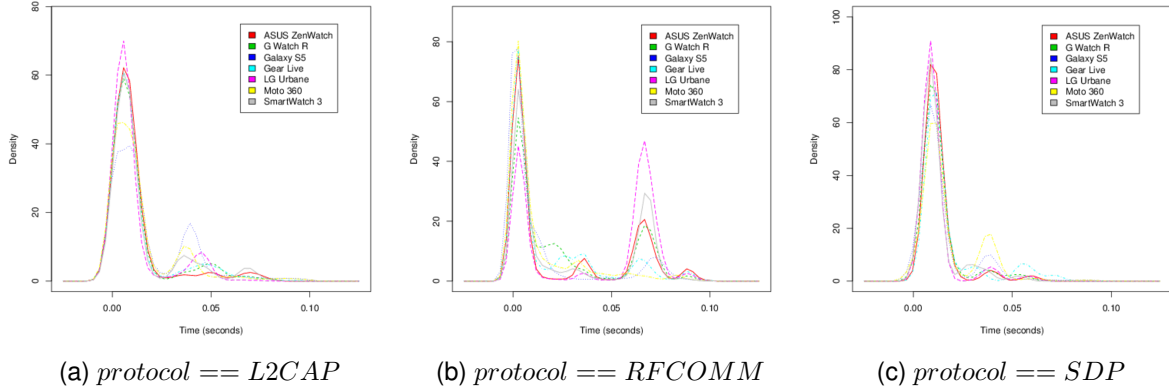 80
60
40
20
0
Density
0.00
0.05
0.10
Time (seconds)
ASUS ZenWatch
G Watch R
Galaxy S5
Gear Live
LG Urbane
Moto 360
SmartWatch 3
(a) protocol == L2CAP
80
60
40
20
0
Density
0.00
0.05
0.10
Time (seconds)
ASUS ZenWatch
G Watch R
Galaxy S5
Gear Live
LG Urbane
Moto 360
SmartWatch 3
(b) protocol == RFCOMM
100
80
60
40
20
0
Density
0.00
0.05
0.10
Time (seconds)
ASUS ZenWatch
G Watch R
Galaxy S5
Gear Live
LG Urbane
Moto 360
SmartWatch 3
(c) protocol == SDP